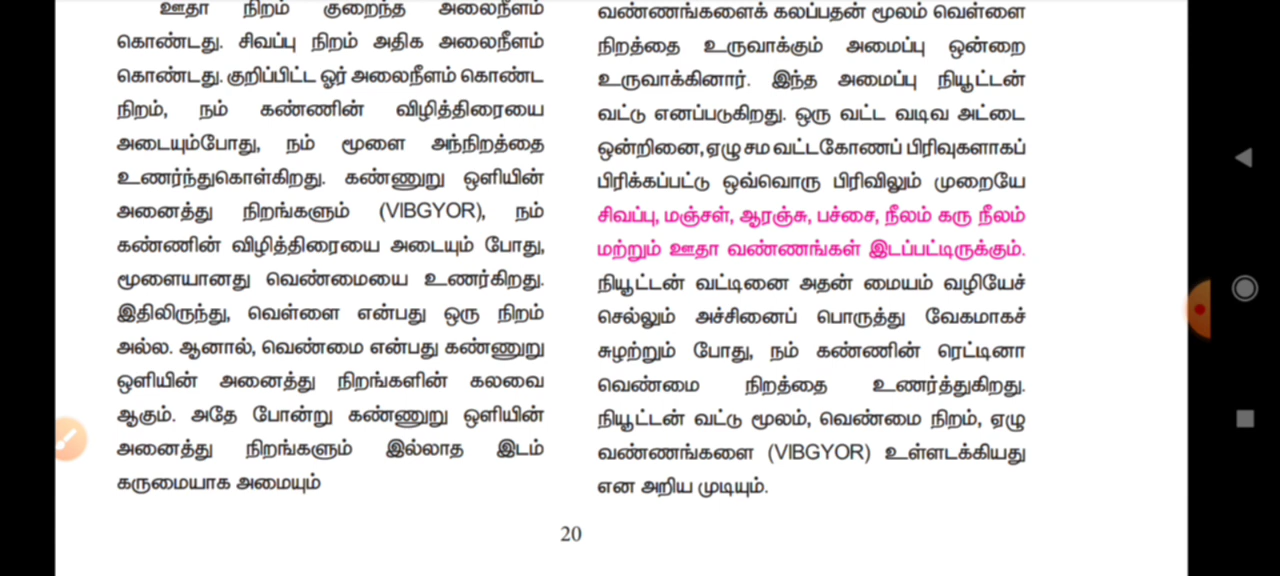 ஊதா நிறம் குறைந்த அலைநீளம்
கொண்டது. சிவப்பு நிறம் அதிக அலைநீளம்
கொண்டது. குறிப்பிட்ட ஓர் அலைநீளம் கொண்ட
நிறம், நம் கண்ணின் விழித்திரையை
அடையும்போது, நம் மூளை அந்நிறத்தை
உணர்ந்துகொள்கிறது. கண்ணுறு ஒளியின்
அனைத்து நிறங்களும் (VIBGYOR), நம்
கண்ணின் விழித்திரையை அடையும் போது,
மூளையானது வெண்மையை உணர்கிறது.
இதிலிருந்து, வெள்ளை என்பது ஒரு நிறம்
அல்ல. ஆனால், வெண்மை என்பது கண்ணுறு
ஒளியின் அனைத்து நிறங்களின் கலவை
ஆகும். அதே போன்று கண்ணுறு ஒளியின்
அனைத்து நிறங்களும் இல்லாத இடம்
கருமையாக அமையும்
வண்ணங்களைக் கலப்பதன் மூலம் வெள்ளை
நிறத்தை உருவாக்கும் அமைப்பு ஒன்றை
உருவாக்கினார். இந்த அமைப்பு நியூட்டன்
வட்டு எனப்படுகிறது. ஒரு வட்ட வடிவ அட்டை
ஒன்றினை, ஏழு சம வட்டகோணப் பிரிவுகளாகப்
பிரிக்கப்பட்டு ஒவ்வொரு பிரிவிலும் முறையே
சிவப்பு, மஞ்சள், ஆரஞ்சு, பச்சை, நீலம் கரு நீலம்
மற்றும் ஊதா வண்ணங்கள் இடப்பட்டிருக்கும்.
நியூட்டன் வட்டினை அதன் மையம் வழியேச்
செல்லும் அச்சினைப் பொருத்து வேகமாகச்
சுழற்றும் போது, நம் கண்ணின் ரெட்டினா
வெண்மை நிறத்தை உணர்த்துகிறது.
நியூட்டன் வட்டு மூலம், வெண்மை நிறம், ஏழு
வண்ணங்களை (VIBGYOR) உள்ளடக்கியது
என அறிய முடியும்.
20